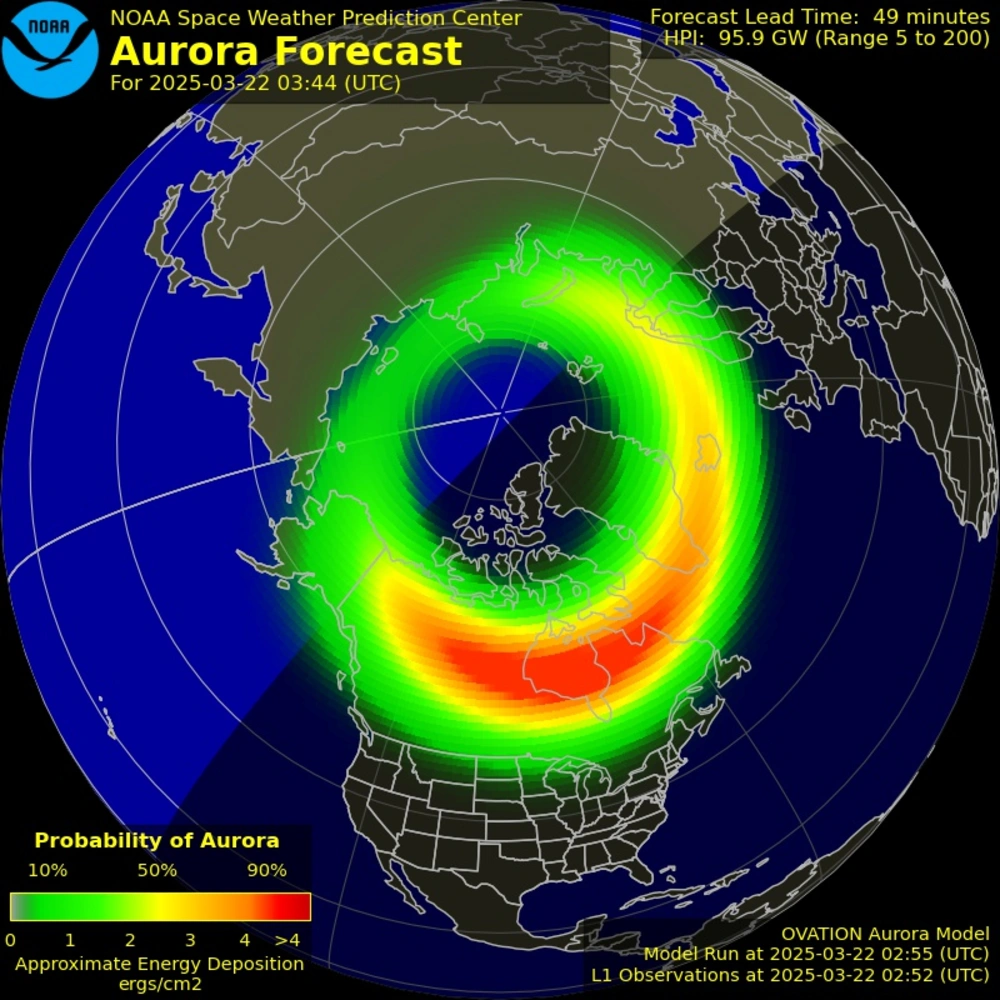 NOAA
NOAA Space Weather Prediction Center
Aurora Forecast
For 2025-03-22 03:44 (UTC)
Forecast Lead Time: 49 minutes
HPI: 95.9 GW (Range 5 to 200)
Probability of Aurora
10% 50% 90%
0 1 2 3 4 >4
Approximate Energy Deposition
ergs/cm2
OVATION Aurora Model
Model Run at 2025-03-22 02:55 (UTC)
L1 Observations at 2025-03-22 02:52 (UTC)